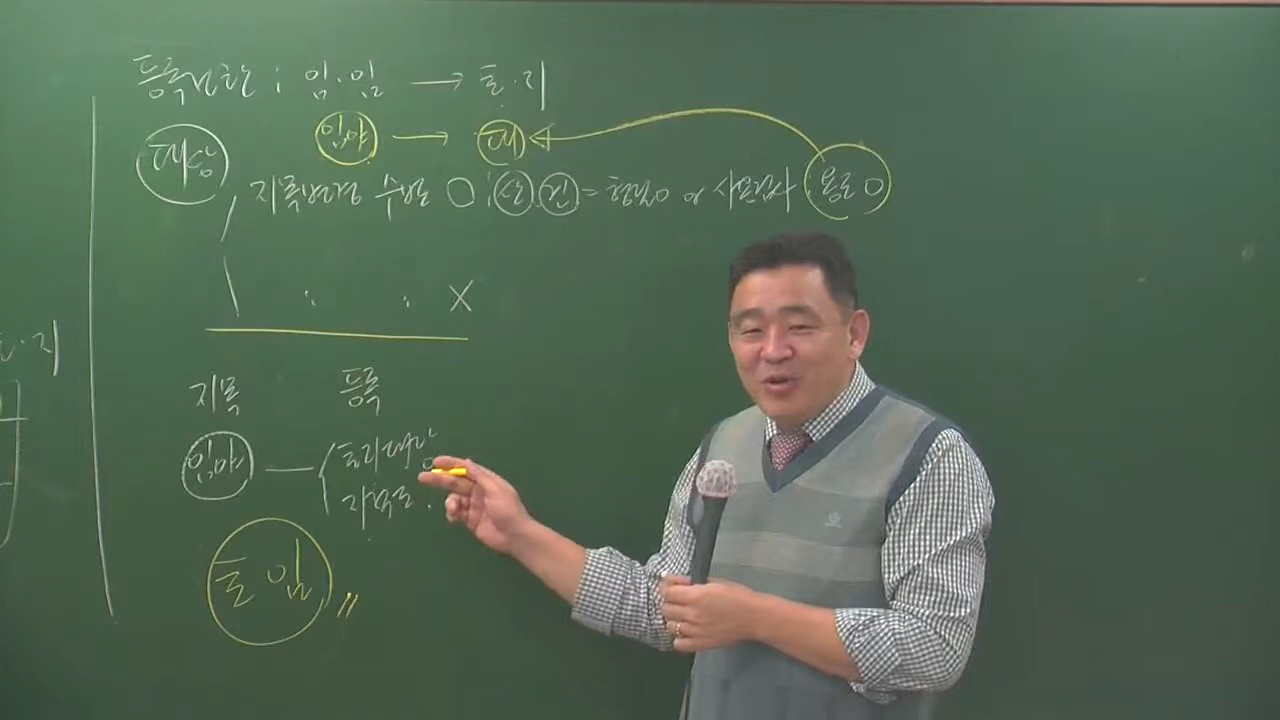 등록전환 : 임·임 → 토·지
임야 → 대
대상
지목변경 수반 O : 산 전 = 형질 or 사용검사 용도 O
〃 〃 X
지목 등록
임야 — 토지대장
지적도
토 임 〃
·지